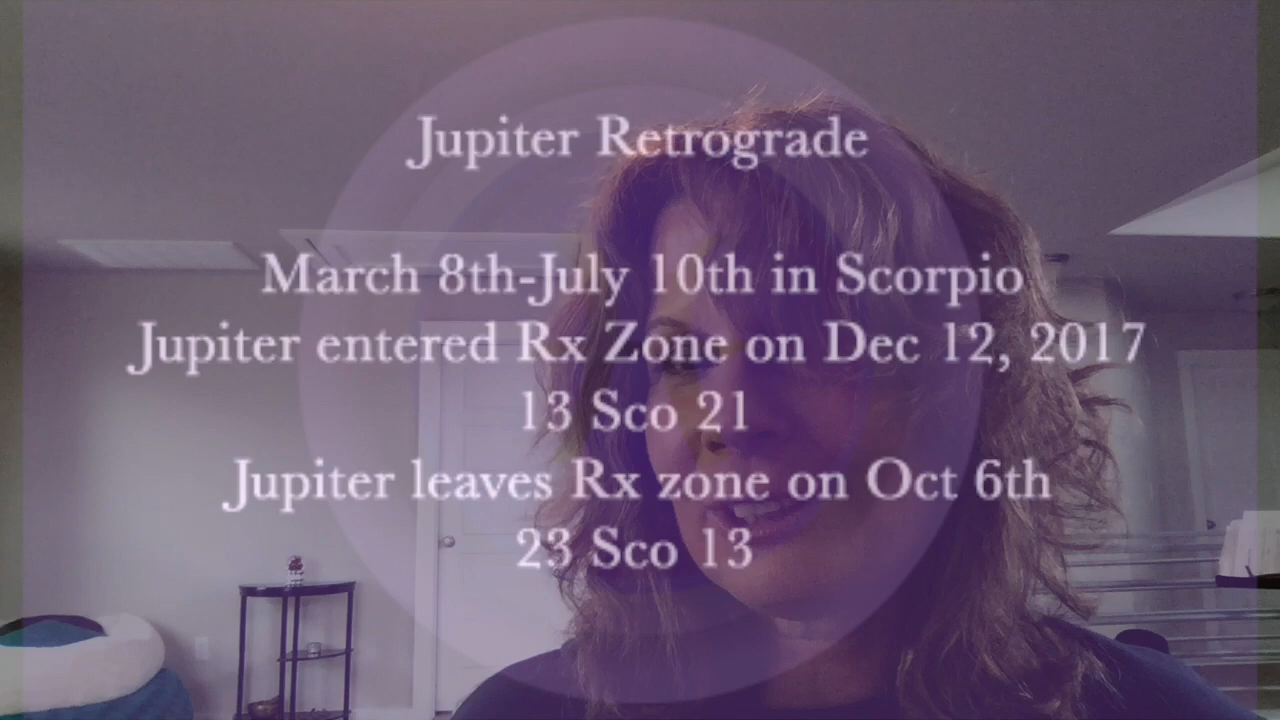 Jupiter Retrograde
March 8th-July 10th in Scorpio
Jupiter entered Rx Zone on Dec 12, 2017
13 Sco 21
Jupiter leaves Rx zone on Oct 6th
23 Sco 13